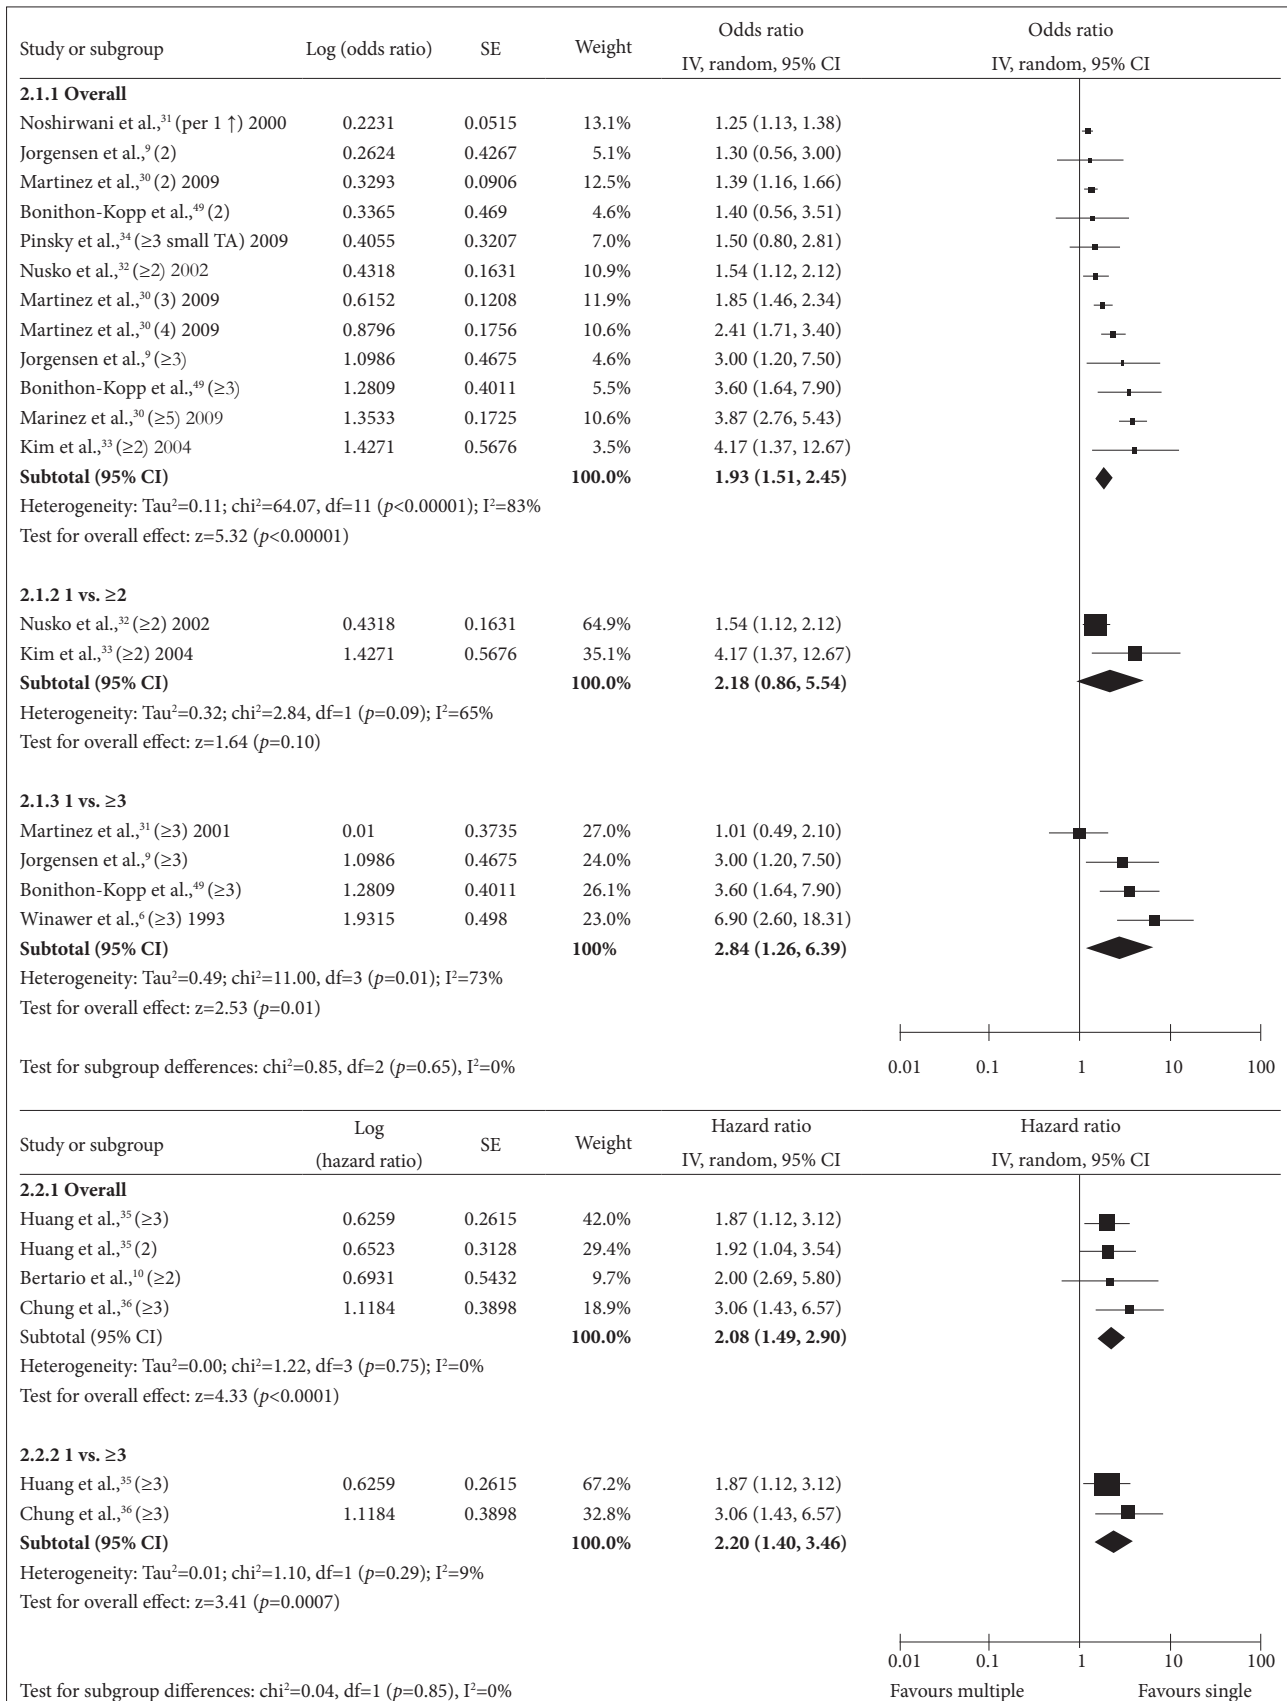 Study or subgroup Log (odds ratio) SE Weight Odds ratio IV, random, 95% CI Odds ratio IV, random, 95% CI
2.1.1 Overall
Noshirwani et al.,³¹ (per 1 ↑) 2000 0.2231 0.0515 13.1% 1.25 (1.13, 1.38)
Jorgensen et al.,⁹ (2) 0.2624 0.4267 5.1% 1.30 (0.56, 3.00)
Martinez et al.,³⁰ (2) 2009 0.3293 0.0906 12.5% 1.39 (1.16, 1.66)
Bonithon-Kopp et al.,⁴⁹ (2) 0.3365 0.469 4.6% 1.40 (0.56, 3.51)
Pinsky et al.,³⁴ (≥3 small TA) 2009 0.4055 0.3207 7.0% 1.50 (0.80, 2.81)
Nusko et al.,³² (≥2) 2002 0.4318 0.1631 10.9% 1.54 (1.12, 2.12)
Martinez et al.,³⁰ (3) 2009 0.6152 0.1208 11.9% 1.85 (1.46, 2.34)
Martinez et al.,³⁰ (4) 2009 0.8796 0.1756 10.6% 2.41 (1.71, 3.40)
Jorgensen et al.,⁹ (≥3) 1.0986 0.4675 4.6% 3.00 (1.20, 7.50)
Bonithon-Kopp et al.,⁴⁹ (≥3) 1.2809 0.4011 5.5% 3.60 (1.64, 7.90)
Marinez et al.,³⁰ (≥5) 2009 1.3533 0.1725 10.6% 3.87 (2.76, 5.43)
Kim et al.,³³ (≥2) 2004 1.4271 0.5676 3.5% 4.17 (1.37, 12.67)
Subtotal (95% CI) 100.0% 1.93 (1.51, 2.45)
Heterogeneity: Tau²=0.11; chi²=64.07, df=11 (p<0.00001); I²=83%
Test for overall effect: z=5.32 (p<0.00001)
2.1.2 1 vs. ≥2
Nusko et al.,³² (≥2) 2002 0.4318 0.1631 64.9% 1.54 (1.12, 2.12)
Kim et al.,³³ (≥2) 2004 1.4271 0.5676 35.1% 4.17 (1.37, 12.67)
Subtotal (95% CI) 100.0% 2.18 (0.86, 5.54)
Heterogeneity: Tau²=0.32; chi²=2.84, df=1 (p=0.09); I²=65%
Test for overall effect: z=1.64 (p=0.10)
2.1.3 1 vs. ≥3
Martinez et al.,³¹ (≥3) 2001 0.01 0.3735 27.0% 1.01 (0.49, 2.10)
Jorgensen et al.,⁹ (≥3) 1.0986 0.4675 24.0% 3.00 (1.20, 7.50)
Bonithon-Kopp et al.,⁴⁹ (≥3) 1.2809 0.4011 26.1% 3.60 (1.64, 7.90)
Winawer et al.,⁶ (≥3) 1993 1.9315 0.498 23.0% 6.90 (2.60, 18.31)
Subtotal (95% CI) 100% 2.84 (1.26, 6.39)
Heterogeneity: Tau²=0.49; chi²=11.00, df=3 (p=0.01); I²=73%
Test for overall effect: z=2.53 (p=0.01)
Test for subgroup defferences: chi²=0.85, df=2 (p=0.65), I²=0%
0.01 0.1 1 10 100
Study or subgroup Log (hazard ratio) SE Weight Hazard ratio IV, random, 95% CI Hazard ratio IV, random, 95% CI
2.2.1 Overall
Huang et al.,³⁵ (≥3) 0.6259 0.2615 42.0% 1.87 (1.12, 3.12)
Huang et al.,³⁵ (2) 0.6523 0.3128 29.4% 1.92 (1.04, 3.54)
Bertario et al.,¹⁰ (≥2) 0.6931 0.5432 9.7% 2.00 (2.69, 5.80)
Chung et al.,³⁶ (≥3) 1.1184 0.3898 18.9% 3.06 (1.43, 6.57)
Subtotal (95% CI) 100.0% 2.08 (1.49, 2.90)
Heterogeneity: Tau²=0.00; chi²=1.22, df=3 (p=0.75); I²=0%
Test for overall effect: z=4.33 (p<0.0001)
2.2.2 1 vs. ≥3
Huang et al.,³⁵ (≥3) 0.6259 0.2615 67.2% 1.87 (1.12, 3.12)
Chung et al.,³⁶ (≥3) 1.1184 0.3898 32.8% 3.06 (1.43, 6.57)
Subtotal (95% CI) 100.0% 2.20 (1.40, 3.46)
Heterogeneity: Tau²=0.01; chi²=1.10, df=1 (p=0.29); I²=9%
Test for overall effect: z=3.41 (p=0.0007)
0.01 0.1 1 10 100
Test for subgroup differences: chi²=0.04, df=1 (p=0.85), I²=0% Favours multiple Favours single